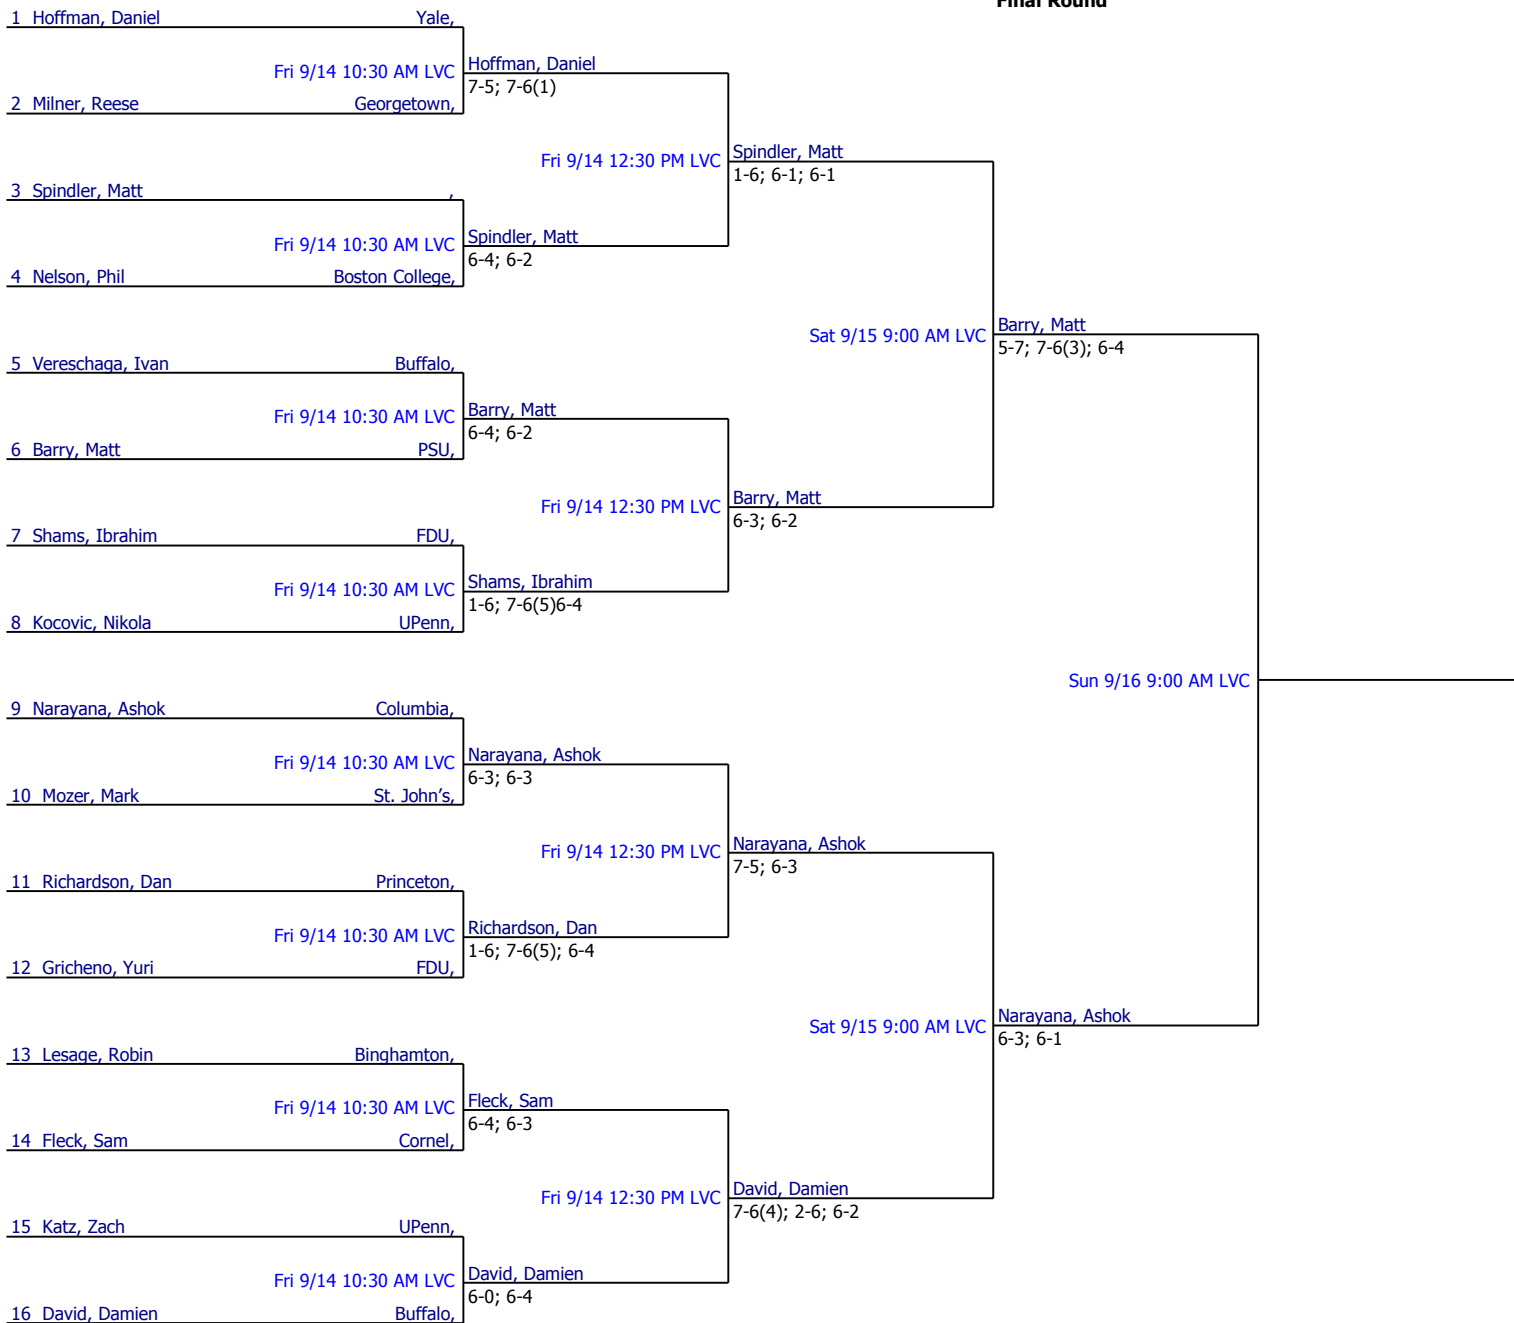 Final Round
1 Hoffman, Daniel Yale,
Fri 9/14 10:30 AM LVC Hoffman, Daniel
7-5; 7-6(1)
2 Milner, Reese Georgetown,
Fri 9/14 12:30 PM LVC Spindler, Matt
1-6; 6-1; 6-1
3 Spindler, Matt ,
Fri 9/14 10:30 AM LVC Spindler, Matt
6-4; 6-2
4 Nelson, Phil Boston College,
Sat 9/15 9:00 AM LVC Barry, Matt
5-7; 7-6(3); 6-4
5 Vereschaga, Ivan Buffalo,
Fri 9/14 10:30 AM LVC Barry, Matt
6-4; 6-2
6 Barry, Matt PSU,
Fri 9/14 12:30 PM LVC Barry, Matt
6-3; 6-2
7 Shams, Ibrahim FDU,
Fri 9/14 10:30 AM LVC Shams, Ibrahim
1-6; 7-6(5)6-4
8 Kocovic, Nikola UPenn,
Sun 9/16 9:00 AM LVC
9 Narayana, Ashok Columbia,
Fri 9/14 10:30 AM LVC Narayana, Ashok
6-3; 6-3
10 Mozer, Mark St. John’s,
Fri 9/14 12:30 PM LVC Narayana, Ashok
7-5; 6-3
11 Richardson, Dan Princeton,
Fri 9/14 10:30 AM LVC Richardson, Dan
1-6; 7-6(5); 6-4
12 Gricheno, Yuri FDU,
Sat 9/15 9:00 AM LVC Narayana, Ashok
6-3; 6-1
13 Lesage, Robin Binghamton,
Fri 9/14 10:30 AM LVC Fleck, Sam
6-4; 6-3
14 Fleck, Sam Cornel,
Fri 9/14 12:30 PM LVC David, Damien
7-6(4); 2-6; 6-2
15 Katz, Zach UPenn,
Fri 9/14 10:30 AM LVC David, Damien
6-0; 6-4
16 David, Damien Buffalo,